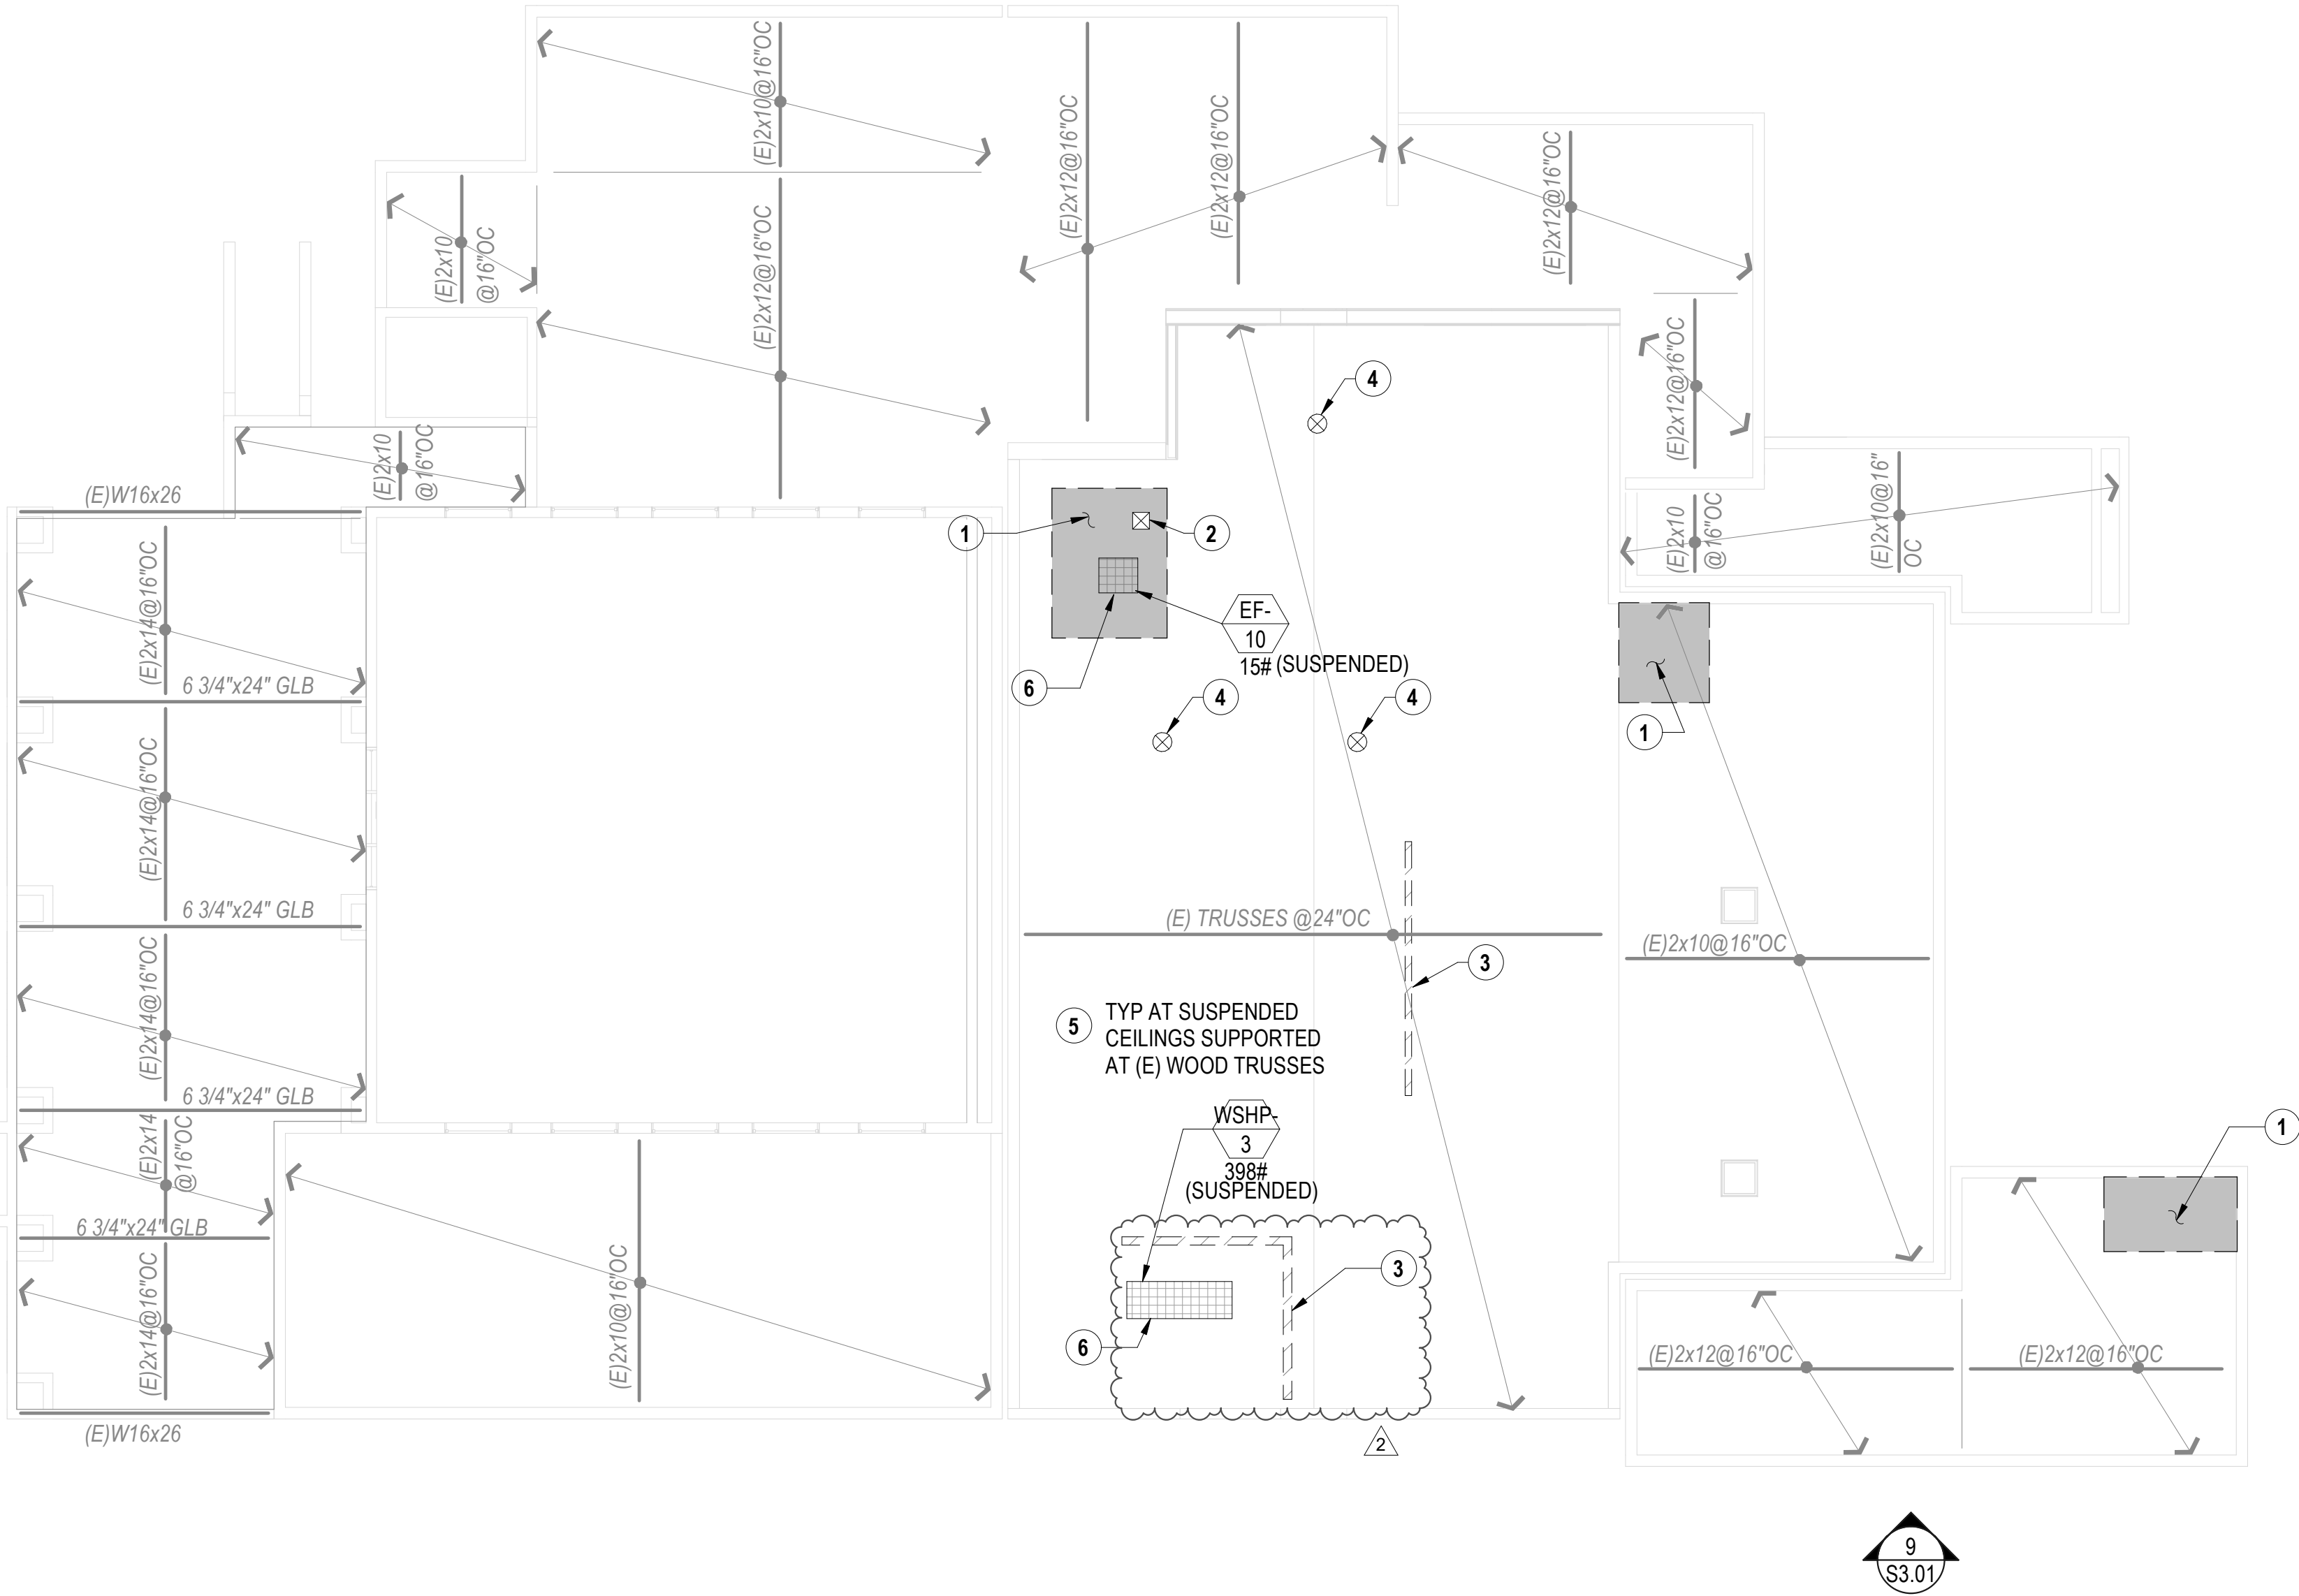 (E)2x10@16"OC
(E)2x12@16"OC
(E)2x12@16"OC
(E)2x12@16"OC
(E)2x10
@16"OC
(E)2x12@16"OC
(E)2x12@16"OC
4
(E)2x10
@16"OC
(E)2x10
@16"OC
(E)2x10@16"
OC
(E)W16x26
1
2
(E)2x14@16"OC
EF-
10
15# (SUSPENDED)
6
6 3/4"x24" GLB
4
4
1
(E)2x14@16"OC
6 3/4"x24" GLB
(E) TRUSSES @24"OC
(E)2x10@16"OC
3
(E)2x14@16"OC
5
TYP AT SUSPENDED
CEILINGS SUPPORTED
AT (E) WOOD TRUSSES
6 3/4"x24" GLB
(E)2x14
@16"OC
WSHP-
3
398#
(SUSPENDED)
1
6 3/4"x24" GLB
3
(E)2x14@16"OC
(E)2x10@16"OC
6
(E)2x12@16"OC
(E)2x12@16"OC
(E)W16x26
2
9
S3.01